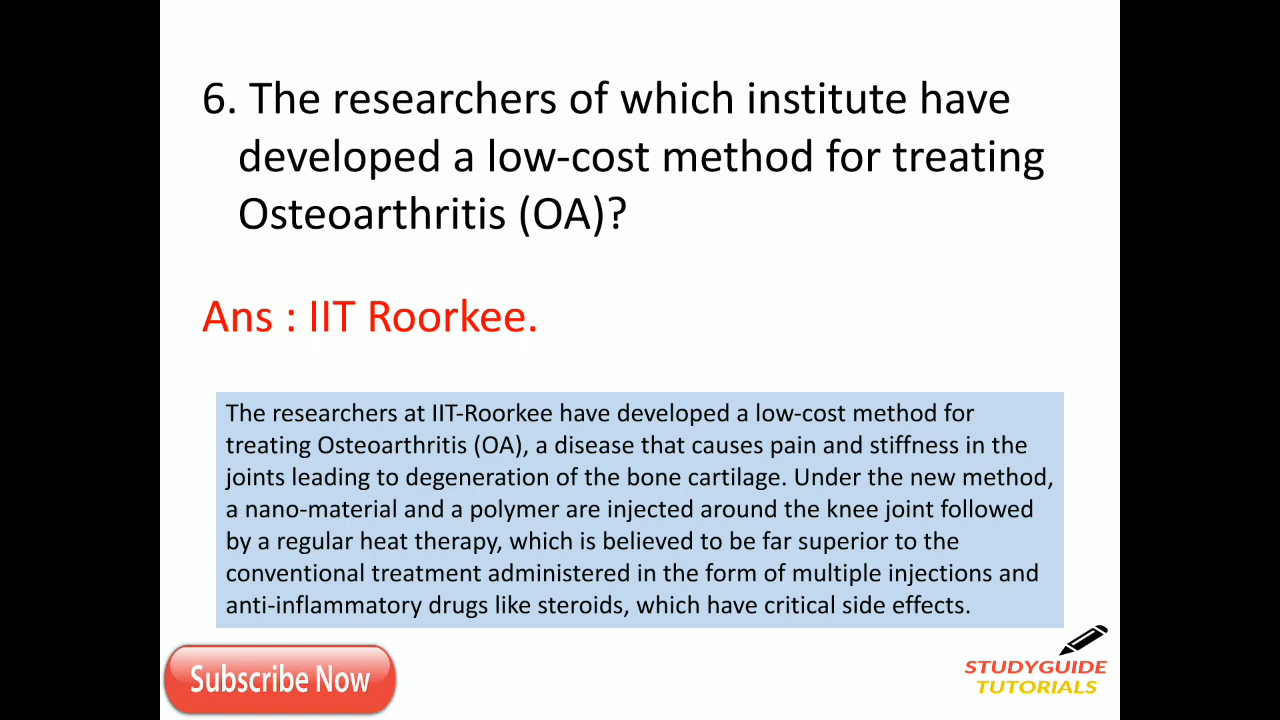 6. The researchers of which institute have
developed a low-cost method for treating
Osteoarthritis (OA)?
Ans : IIT Roorkee.
The researchers at IIT-Roorkee have developed a low-cost method for
treating Osteoarthritis (OA), a disease that causes pain and stiffness in the
joints leading to degeneration of the bone cartilage. Under the new method,
a nano-material and a polymer are injected around the knee joint followed
by a regular heat therapy, which is believed to be far superior to the
conventional treatment administered in the form of multiple injections and
anti-inflammatory drugs like steroids, which have critical side effects.
Subscribe Now
STUDYGUIDE
TUTORIALS